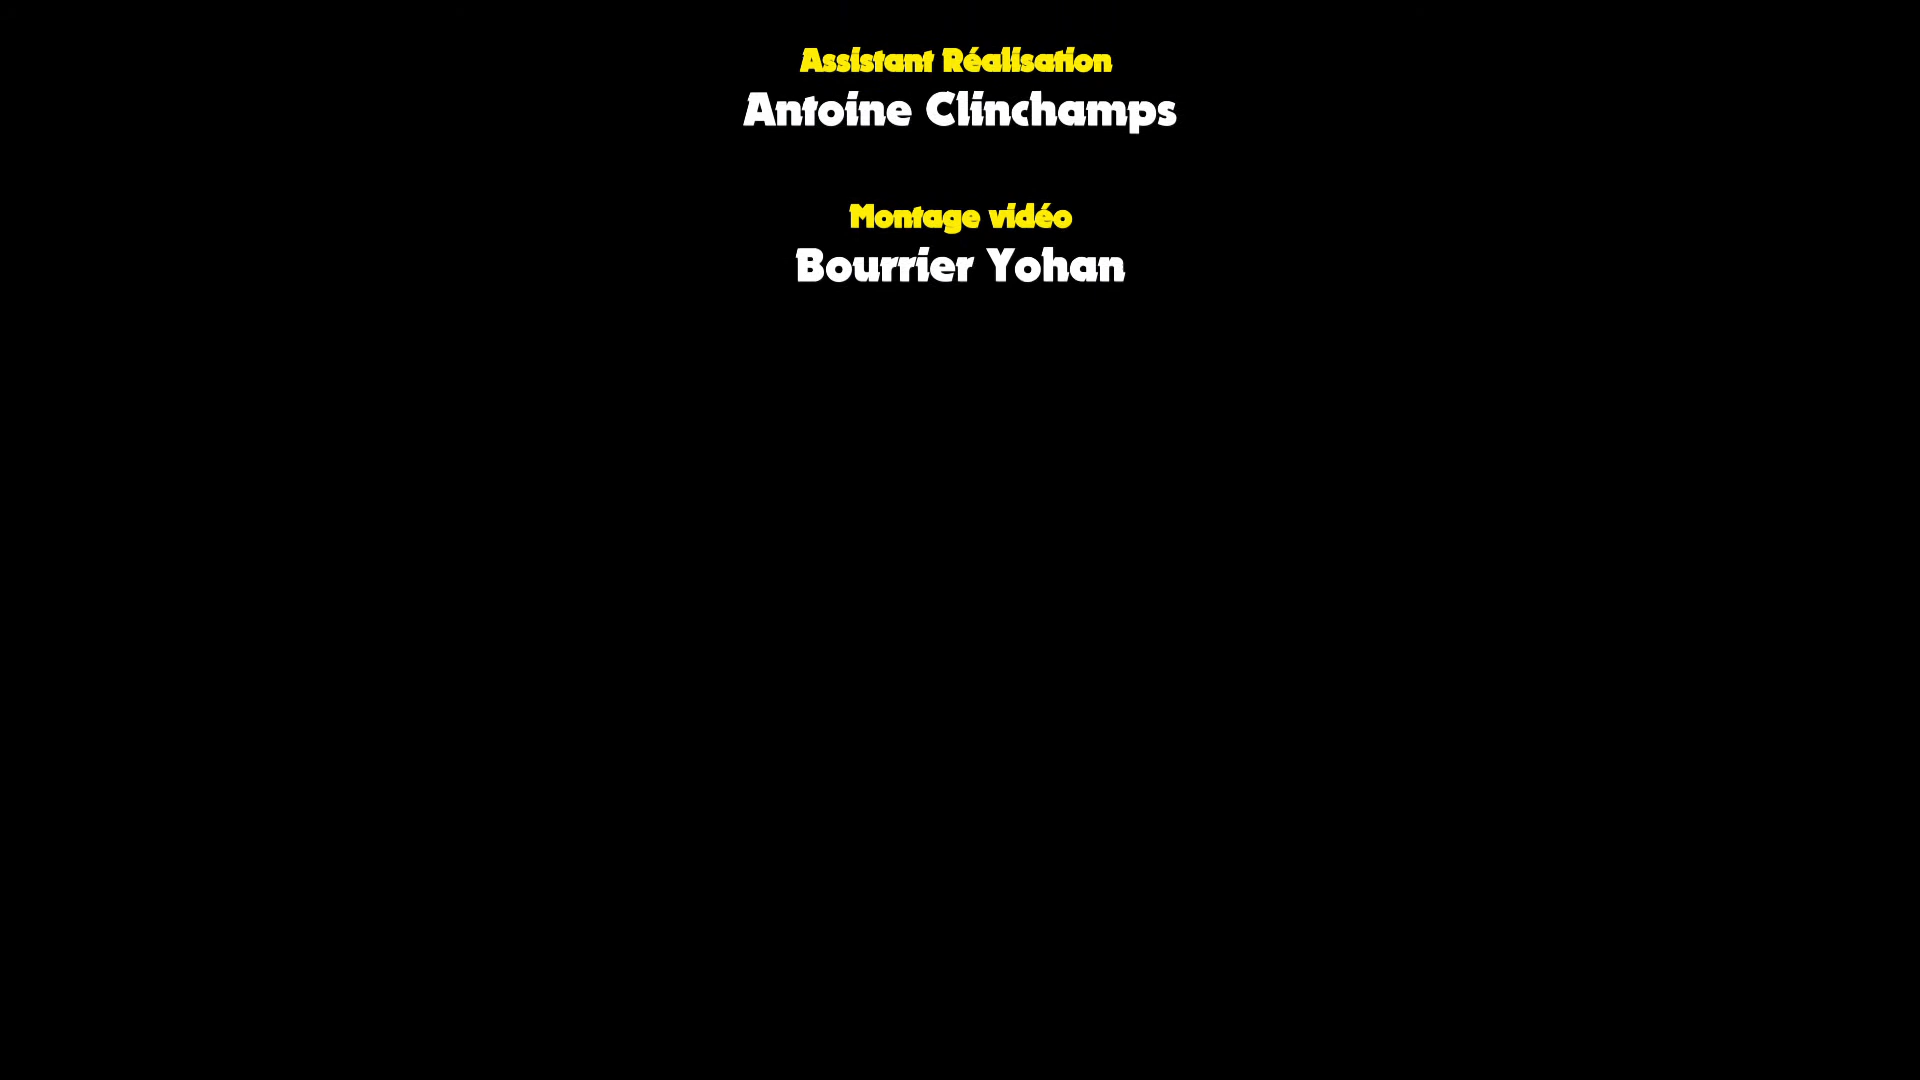 Assistant Réalisation
Antoine Clinchamps
Montage vidéo
Bourrier Yohan